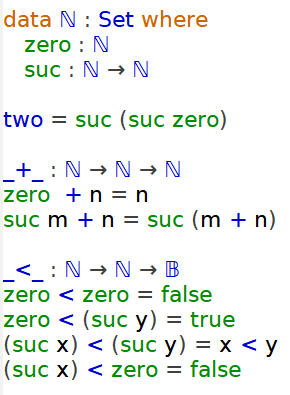 data ℕ : Set where
zero : ℕ
suc : ℕ → ℕ
two = suc (suc zero)
_+_ : ℕ → ℕ → ℕ
zero + n = n
suc m + n = suc (m + n)
_<_ : ℕ → ℕ → 𝔹
zero < zero = false
zero < (suc y) = true
(suc x) < (suc y) = x < y
(suc x) < zero = false